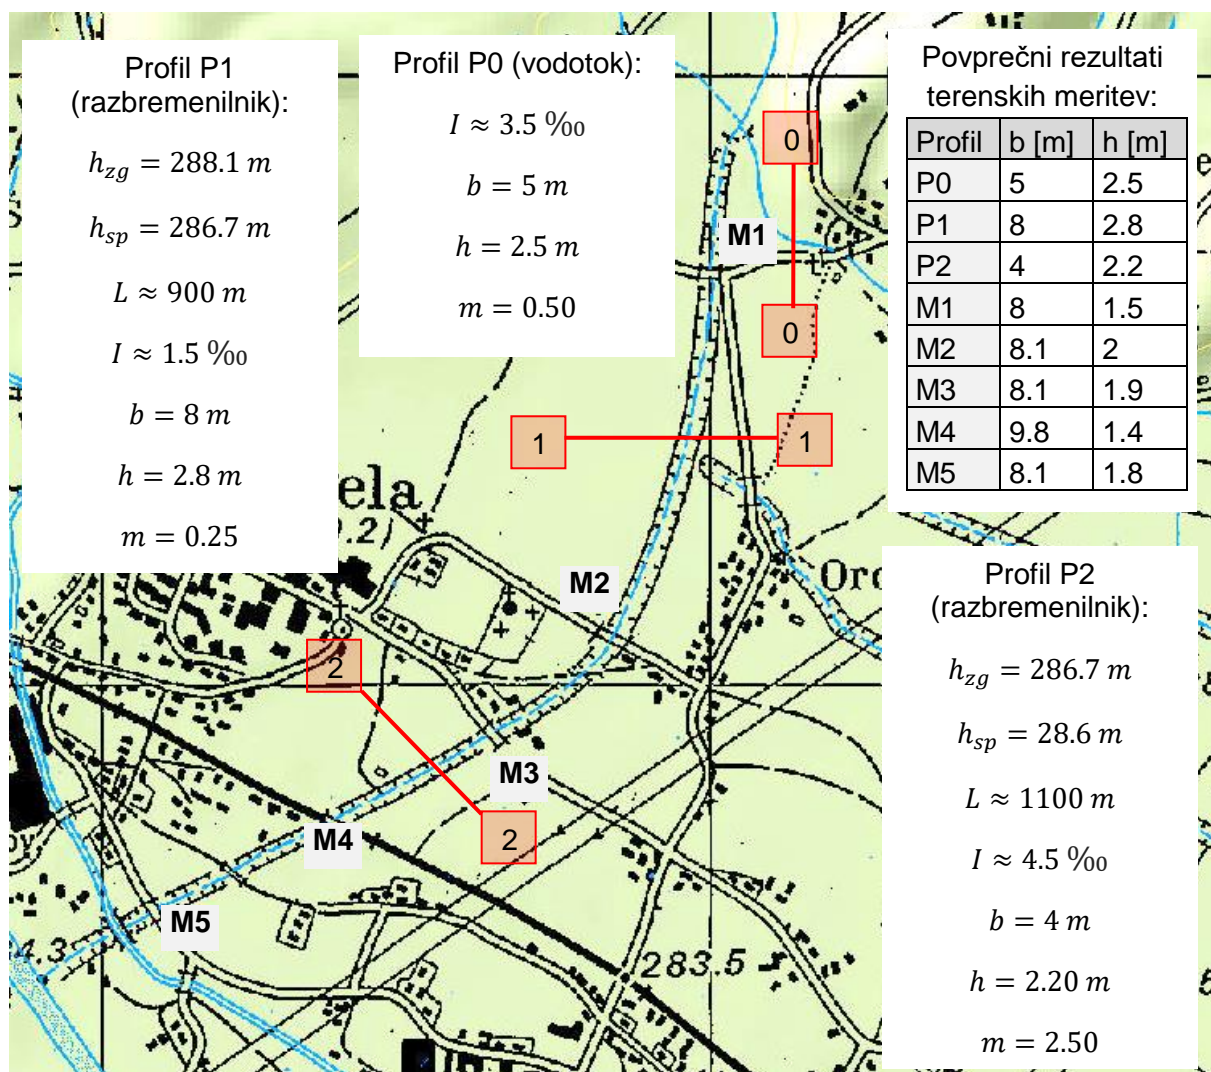 Profil P1
(razbremenilnik):
h_zg = 288.1 m
h_sp = 286.7 m
L ≈ 900 m
I ≈ 1.5 ‰
b = 8 m
h = 2.8 m
m = 0.25
Profil P0 (vodotok):
I ≈ 3.5 ‰
b = 5 m
h = 2.5 m
m = 0.50
Povprečni rezultati
terenskih meritev:
Profil b [m] h [m]
P0 5 2.5
P1 8 2.8
P2 4 2.2
M1 8 1.5
M2 8.1 2
M3 8.1 1.9
M4 9.8 1.4
M5 8.1 1.8
0
M1
0
1
1
ela
.2)
M2
Oro
2
M3
2
M4
M5
4.3
283.5
Profil P2
(razbremenilnik):
h_zg = 286.7 m
h_sp = 28.6 m
L ≈ 1100 m
I ≈ 4.5 ‰
b = 4 m
h = 2.20 m
m = 2.50